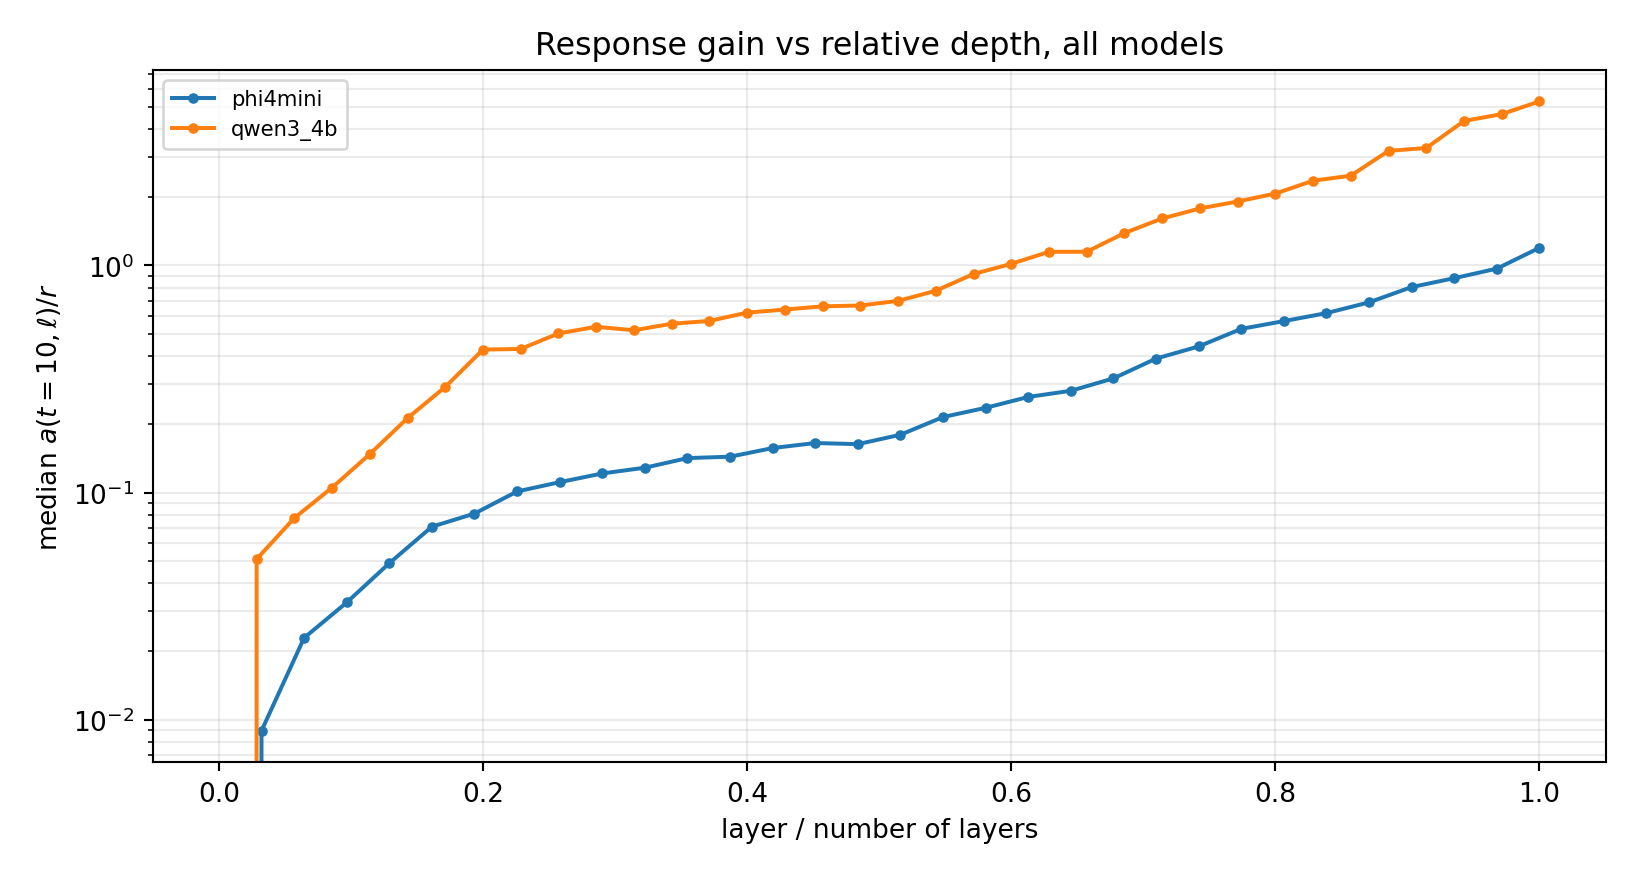 Response gain vs relative depth, all models
phi4mini
qwen3_4b
median a(t = 10, ℓ)/r
10⁰
10⁻¹
10⁻²
0.0 0.2 0.4 0.6 0.8 1.0
layer / number of layers